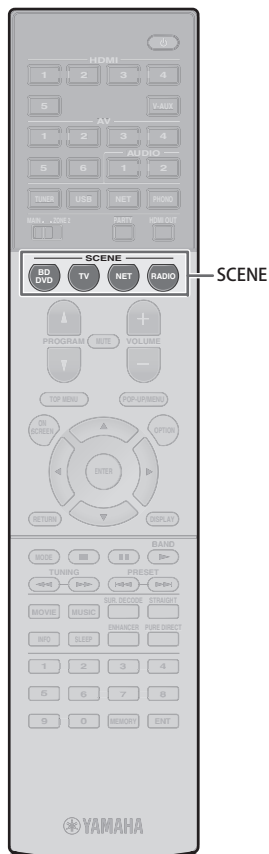 HDMI
1 2 3 4
5 V-AUX
AV
1 2 3 4
AUDIO
5 6 1 2
TUNER USB NET PHONO
MAIN ZONE 2 PARTY HDMI OUT
SCENE
BD DVD TV NET RADIO
SCENE
PROGRAM MUTE VOLUME
TOP MENU POP-UP/MENU
ON SCREEN OPTION
ENTER
RETURN DISPLAY
BAND
MODE
TUNING PRESET
MOVIE MUSIC SUR. DECODE STRAIGHT
INFO SLEEP ENHANCER PURE DIRECT
1 2 3 4
5 6 7 8
9 0 MEMORY ENT
YAMAHA